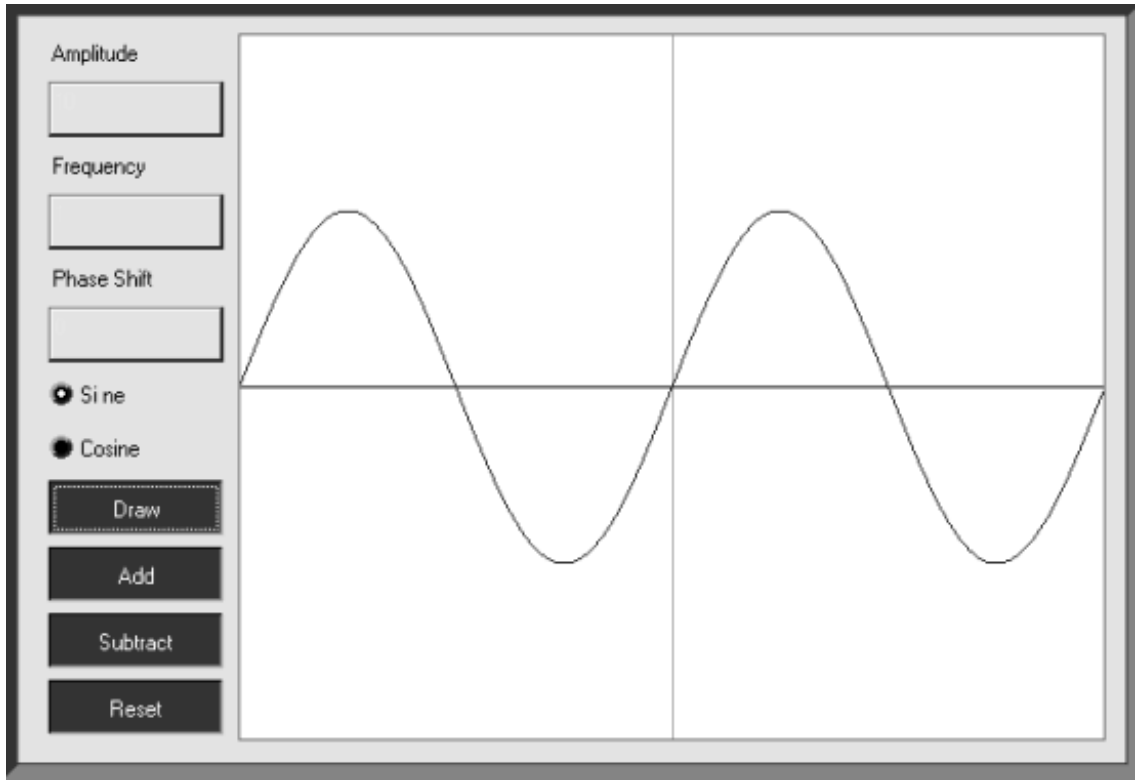 Amplitude
Frequency
Phase Shift
Si ne
Cosine
Draw
Add
Subtract
Reset